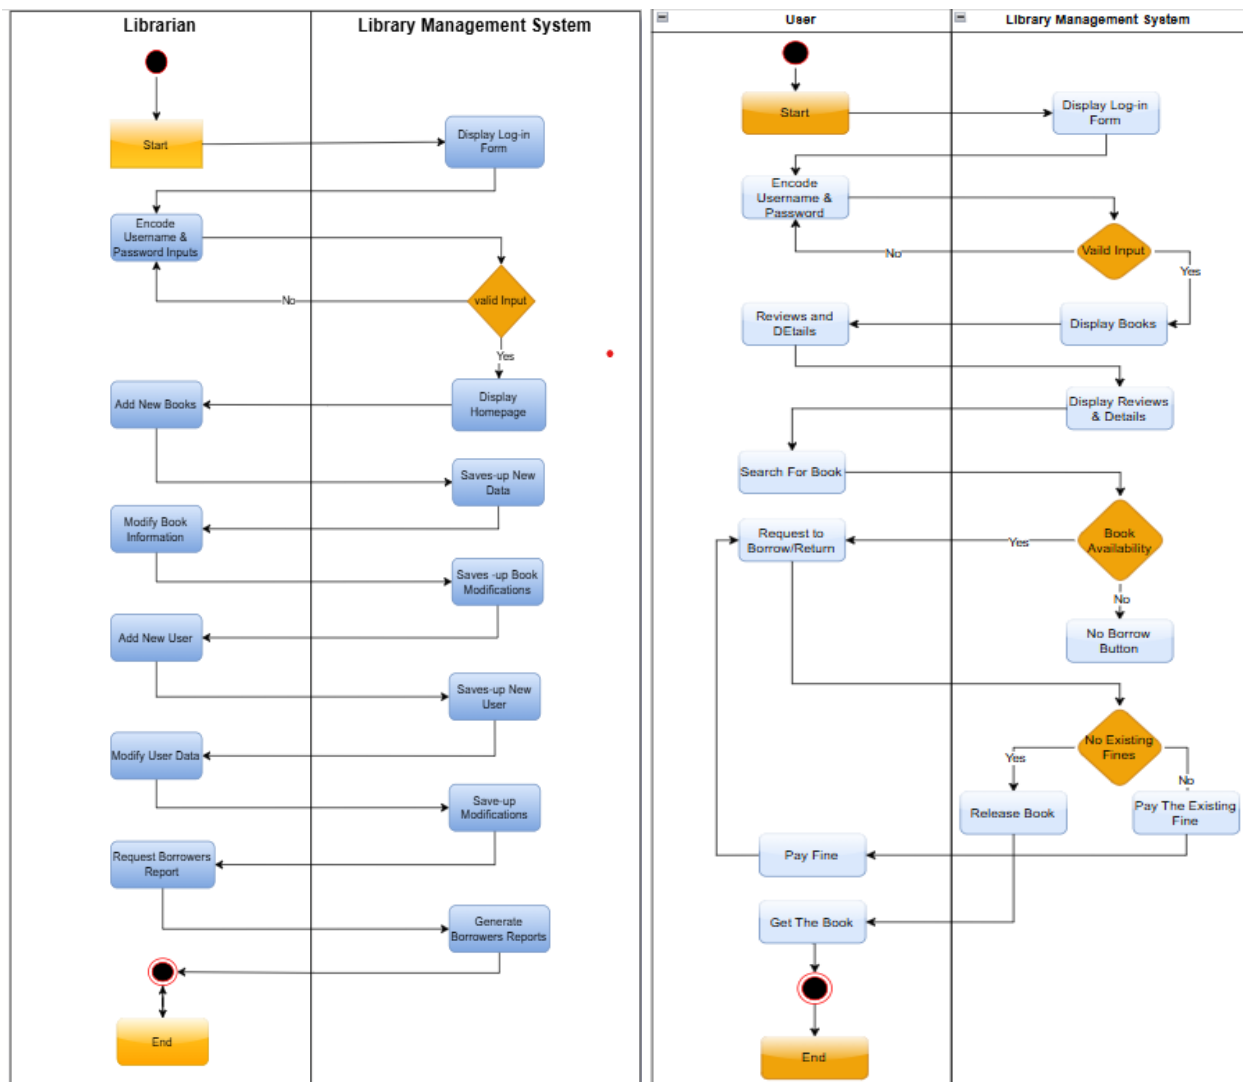 Librarian
Library Management System
Start
Display Log-in
Form
Encode
Username &
Password Inputs
valid Input
No
Yes
Display
Homepage
Add New Books
Saves-up New
Data
Modify Book
Information
Saves -up Book
Modifications
Add New User
Saves-up New
User
Modify User Data
Save-up
Modifications
Request Borrowers
Report
Generate
Borrowers Reports
End
User
Library Management System
Start
Display Log-in
Form
Encode
Username &
Password
Vaild Input
No
Yes
Display Books
Reviews and
DEtails
Display Reviews
& Details
Search For Book
Book
Availability
Yes
No
Request to
Borrow/Return
No Borrow
Button
No Existing
Fines
Yes
No
Release Book
Pay The Existing
Fine
Pay Fine
Get The Book
End